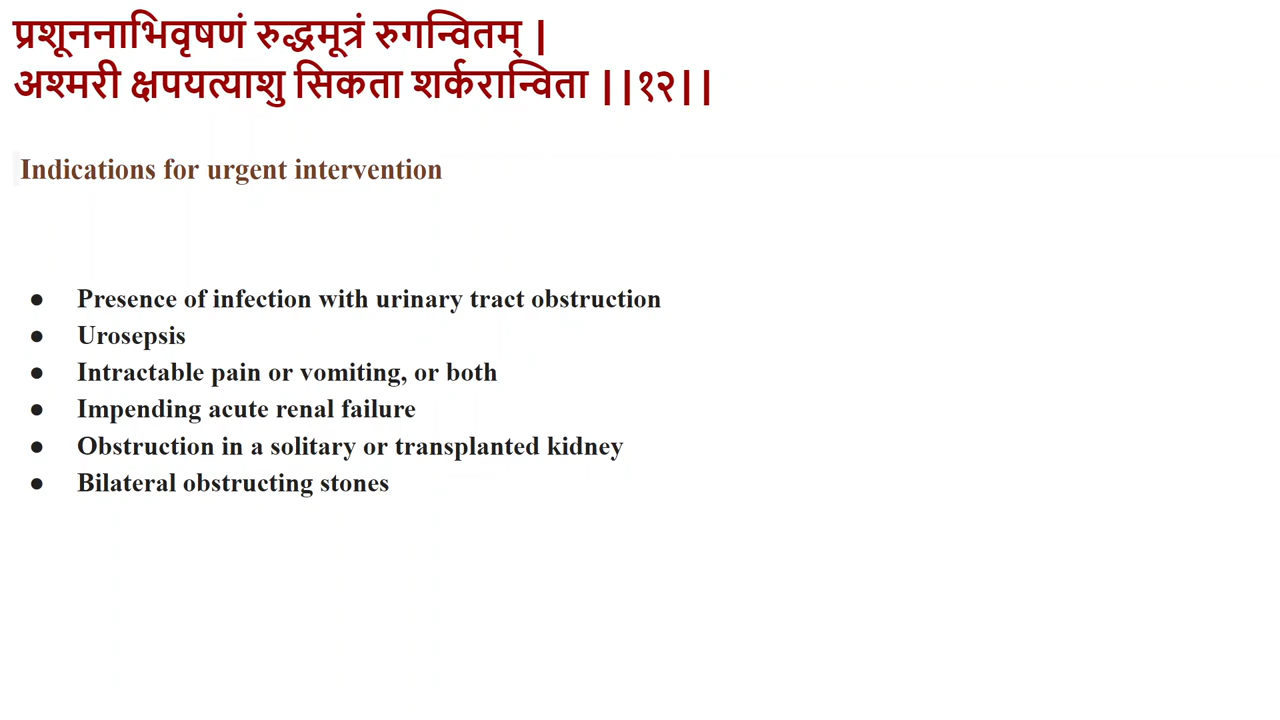 प्रशूननाभिवृषणं रुद्धमूत्रं रुगन्वितम् |
अश्मरी क्षपयत्याशु सिकता शर्करान्विता ||१२||
Indications for urgent intervention
● Presence of infection with urinary tract obstruction
● Urosepsis
● Intractable pain or vomiting, or both
● Impending acute renal failure
● Obstruction in a solitary or transplanted kidney
● Bilateral obstructing stones